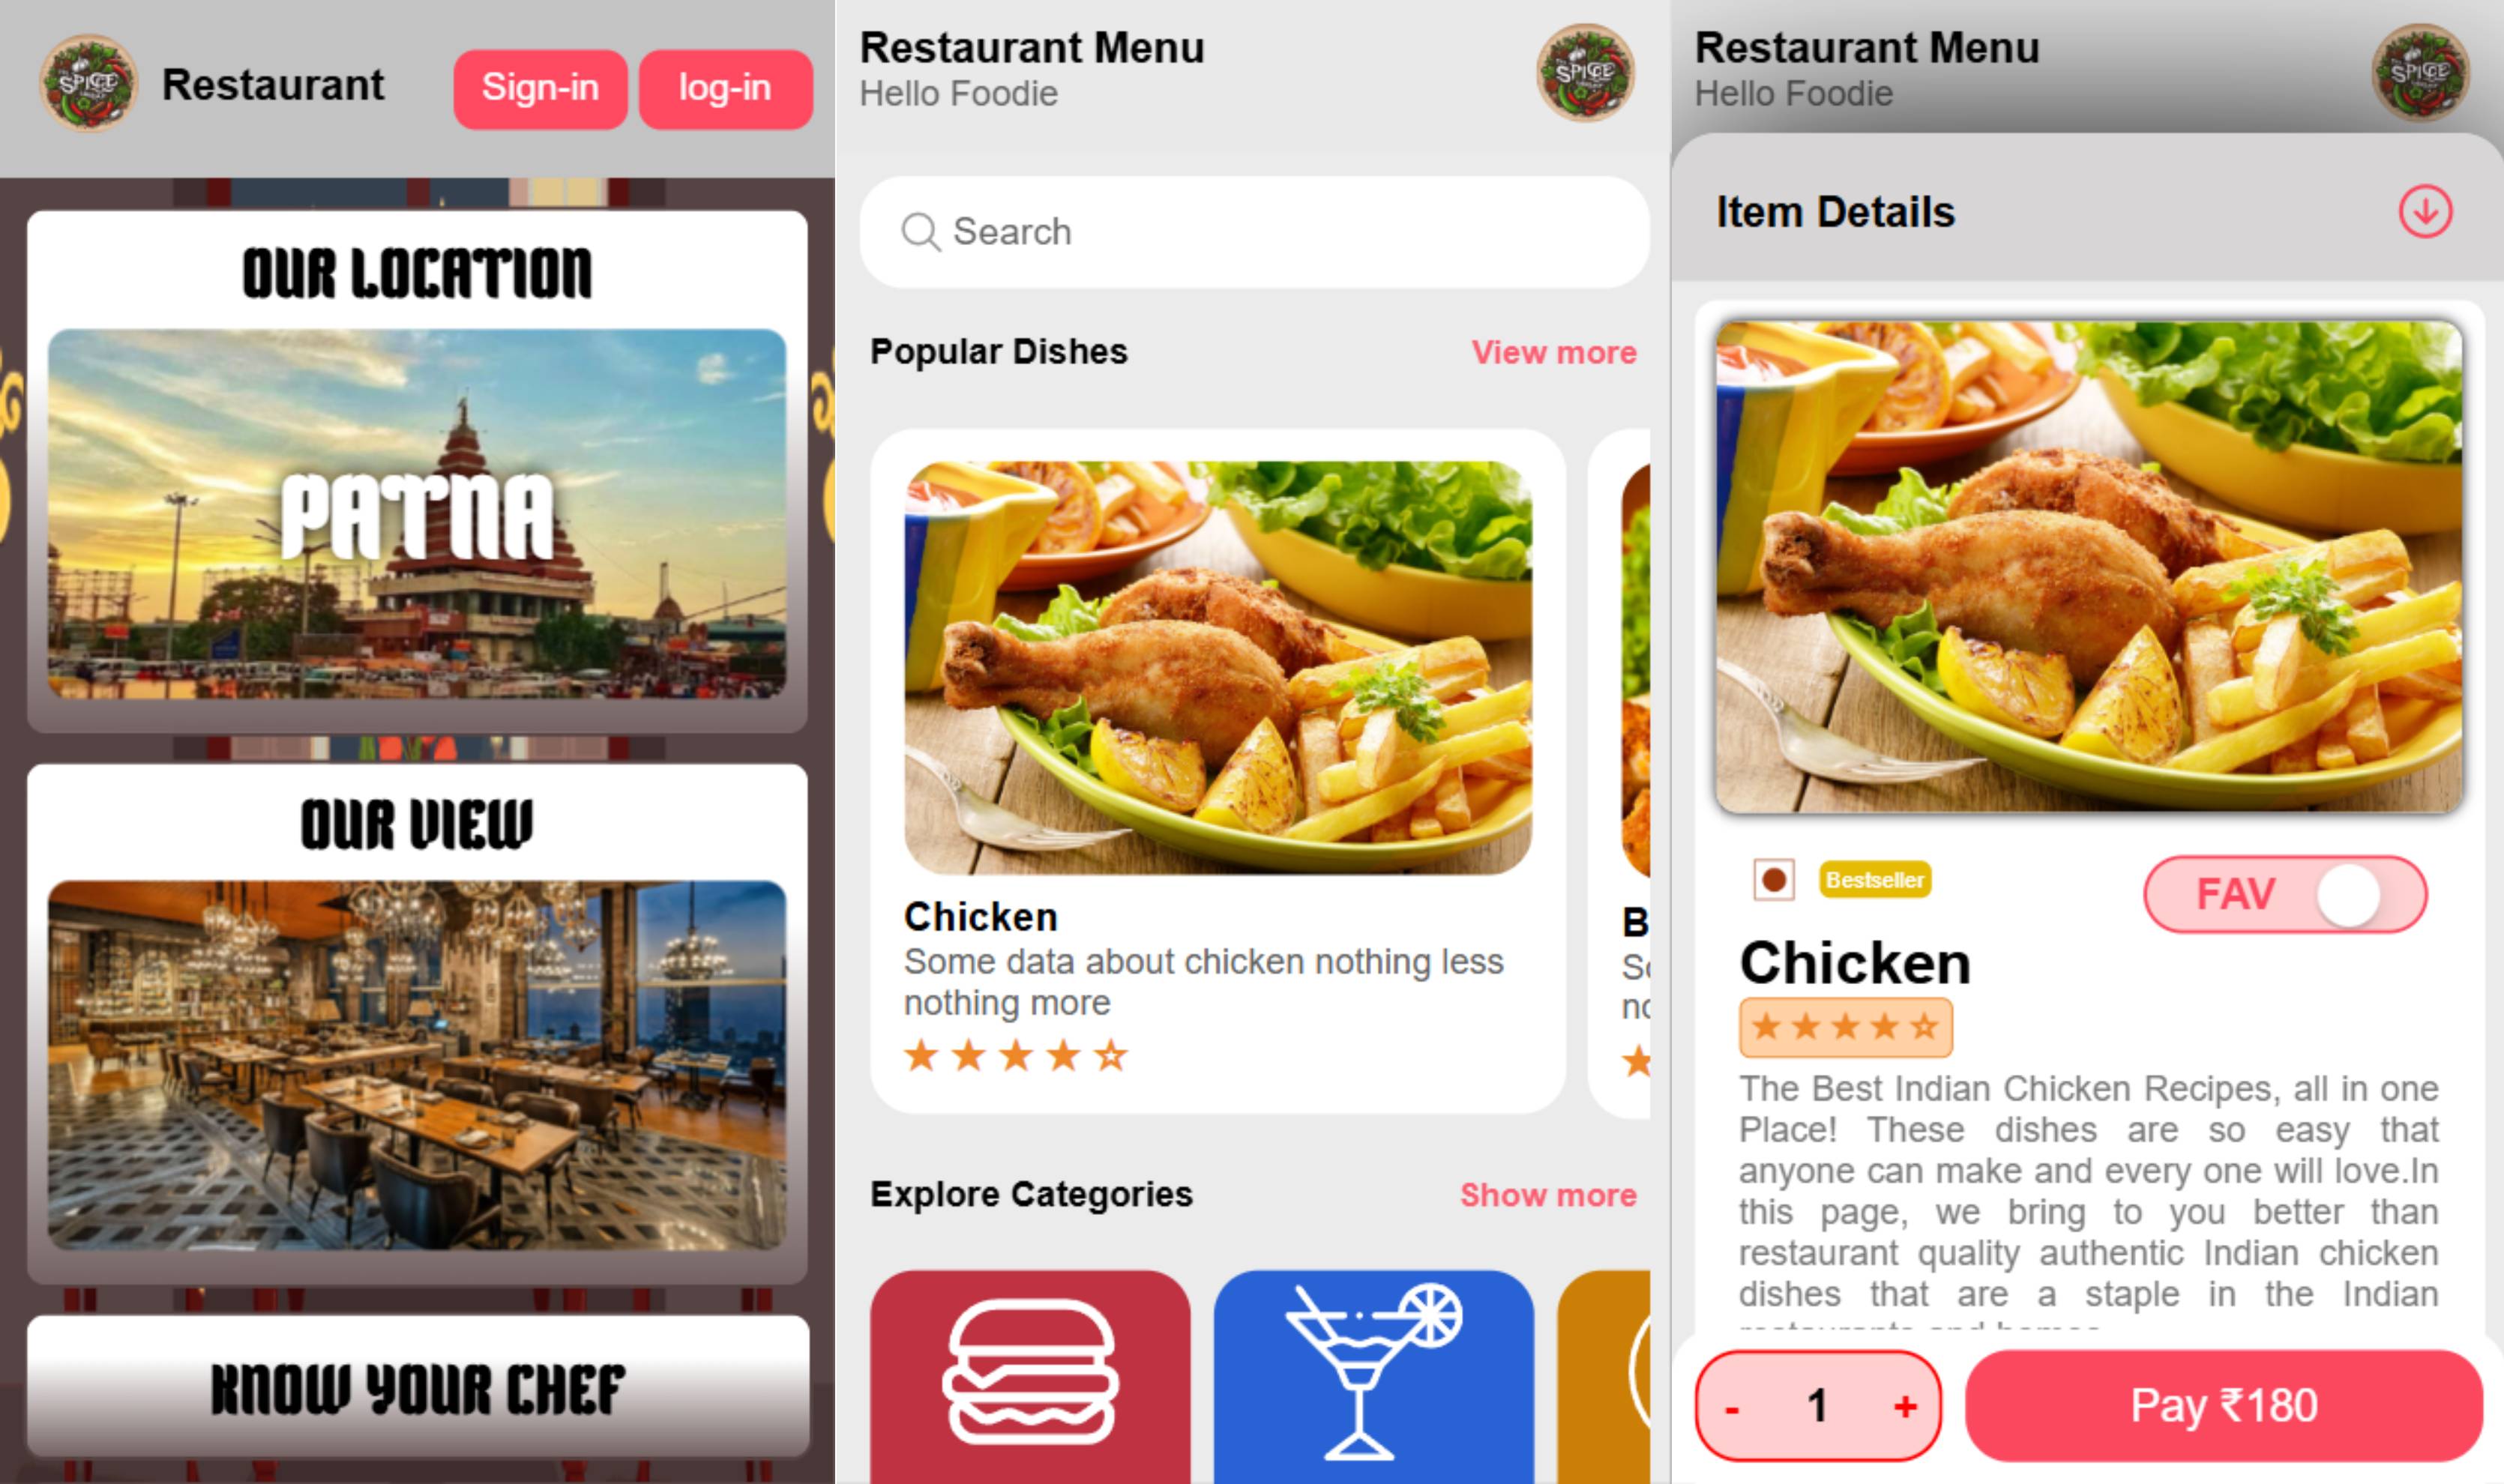 SPICE
Restaurant
Sign-in
log-in
OUR LOCATION
PATNA
OUR VIEW
KNOW YOUR CHEF
Restaurant Menu
Hello Foodie
SPICE
Search
Popular Dishes
View more
Chicken
Some data about chicken nothing less
nothing more
B
Explore Categories
Show more
Restaurant Menu
Hello Foodie
SPICE
Item Details
Bestseller
FAV
Chicken
The Best Indian Chicken Recipes, all in one
Place! These dishes are so easy that
anyone can make and every one will love.In
this page, we bring to you better than
restaurant quality authentic Indian chicken
dishes that are a staple in the Indian
- 1 +
Pay ₹180